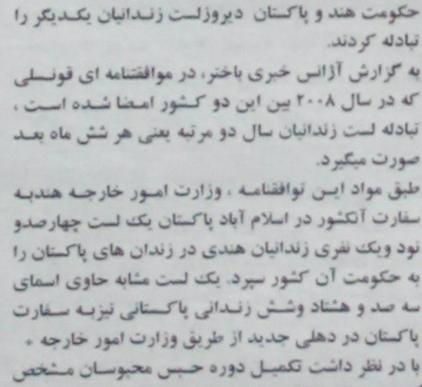 حکومت هند و پاکستان دیروزلست زندانیان یکدیگر را
تبادله کردند.
به گزارش آژانس خبری باختر، در موافقتنامه ای قونسلی
که در سال ۲۰۰۸ بین این دو کشور امضا شده است ،
تبادله لست زندانیان سال دو مرتبه یعنی هر شش ماه بعد
صورت میگیرد.
طبق مواد این توافقنامه ، وزارت امور خارجه هندبه
سفارت آنکشور در اسلام آباد پاکستان یک لست چهارصدو
نود ویک نفری زندانیان هندی در زندان های پاکستان را
به حکومت آن کشور سپرد. یک لست مشابه حاوی اسمای
سه صد و هشتاد وشش زندانی پاکستانی نیزبه سفارت
پاکستان در دهلی جدید از طریق وزارت امور خارجه .
با در نظر داشت تکمیل دوره حبس محبوسان مشخص